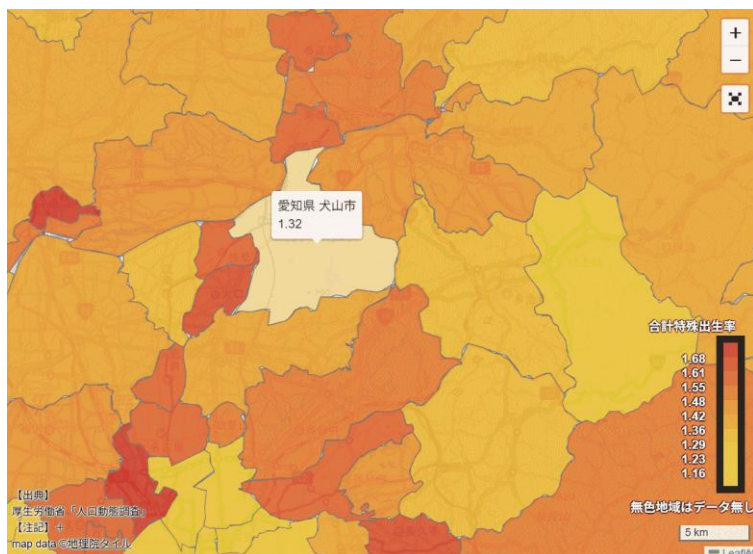 +
−
愛知県 犬山市
1.32
合計特殊出生率
1.68
1.61
1.55
1.48
1.42
1.36
1.29
1.23
1.16
無色地域はデータ無し
【出典】
厚生労働省「人口動態調査」
【注記】 +
map data ©地理院タイル
5 km
Leaflet